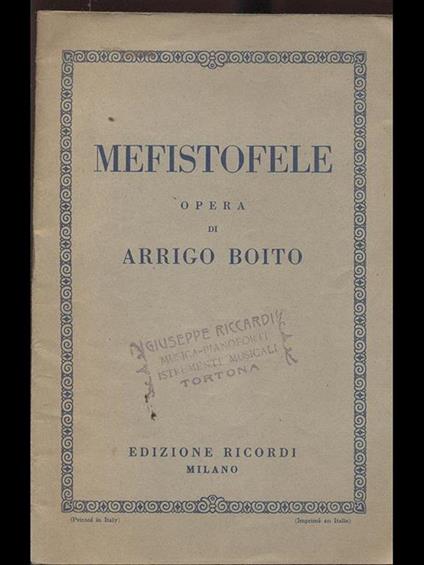 MEFISTOFELE
OPERA
DI
ARRIGO BOITO
GIUSEPPE RICCARDI
MUSICA-PIANOFORTI
ISTRUMENTI MUSICALI
TORTONA
EDIZIONE RICORDI
MILANO
(Printed in Italy) (Imprimé en Italie)